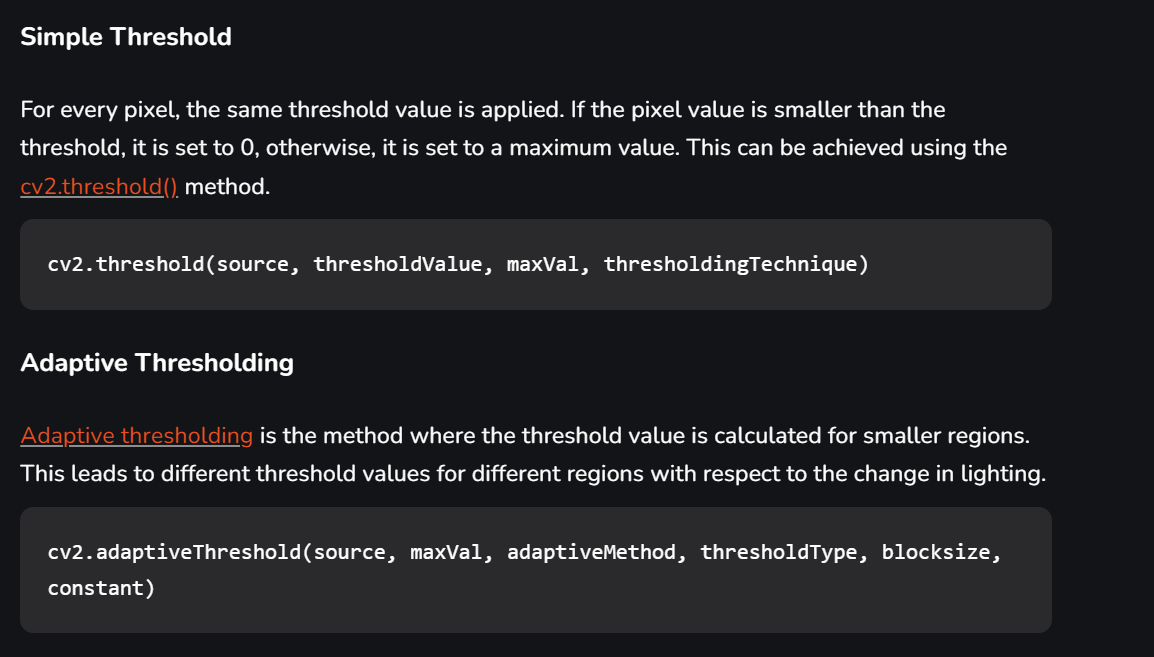 Simple Threshold
For every pixel, the same threshold value is applied. If the pixel value is smaller than the
threshold, it is set to 0, otherwise, it is set to a maximum value. This can be achieved using the
cv2.threshold() method.
cv2.threshold(source, thresholdValue, maxVal, thresholdingTechnique)
Adaptive Thresholding
Adaptive thresholding is the method where the threshold value is calculated for smaller regions.
This leads to different threshold values for different regions with respect to the change in lighting.
cv2.adaptiveThreshold(source, maxVal, adaptiveMethod, thresholdType, blocksize,
constant)